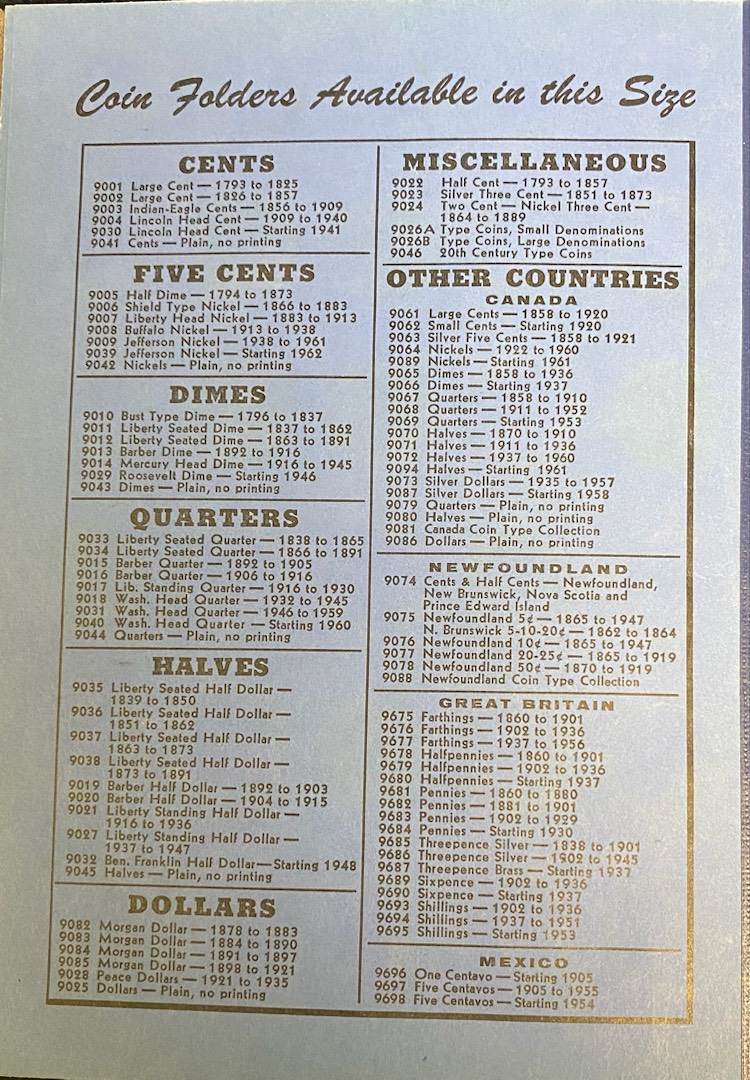 Coin Folders Available in this Size
CENTS
9001 Large Cent — 1793 to 1825
9002 Large Cent — 1826 to 1857
9003 Indian-Eagle Cents — 1856 to 1909
9004 Lincoln Head Cent — 1909 to 1940
9030 Lincoln Head Cent — Starting 1941
9041 Cents — Plain, no printing
FIVE CENTS
9005 Half Dime — 1794 to 1873
9006 Shield Type Nickel — 1866 to 1883
9007 Liberty Head Nickel — 1883 to 1913
9008 Buffalo Nickel — 1913 to 1938
9009 Jefferson Nickel — 1938 to 1961
9039 Jefferson Nickel — Starting 1962
9042 Nickels — Plain, no printing
DIMES
9010 Bust Type Dime — 1796 to 1837
9011 Liberty Seated Dime — 1837 to 1862
9012 Liberty Seated Dime — 1863 to 1891
9013 Barber Dime — 1892 to 1916
9014 Mercury Head Dime — 1916 to 1945
9029 Roosevelt Dime — Starting 1946
9043 Dimes — Plain, no printing
QUARTERS
9033 Liberty Seated Quarter — 1838 to 1865
9034 Liberty Seated Quarter — 1866 to 1891
9015 Barber Quarter — 1892 to 1905
9016 Barber Quarter — 1906 to 1916
9017 Lib. Standing Quarter — 1916 to 1930
9018 Wash. Head Quarter — 1932 to 1945
9031 Wash. Head Quarter — 1946 to 1959
9040 Wash. Head Quarter — Starting 1960
9044 Quarters — Plain, no printing
HALVES
9035 Liberty Seated Half Dollar —
1839 to 1850
9036 Liberty Seated Half Dollar —
1851 to 1862
9037 Liberty Seated Half Dollar —
1863 to 1873
9038 Liberty Seated Half Dollar —
1873 to 1891
9019 Barber Half Dollar — 1892 to 1903
9020 Barber Half Dollar — 1904 to 1915
9021 Liberty Standing Half Dollar —
1916 to 1936
9027 Liberty Standing Half Dollar —
1937 to 1947
9032 Ben. Franklin Half Dollar—Starting 1948
9045 Halves — Plain, no printing
DOLLARS
9082 Morgan Dollar — 1878 to 1883
9083 Morgan Dollar — 1884 to 1890
9084 Morgan Dollar — 1891 to 1897
9085 Morgan Dollar — 1898 to 1921
9028 Peace Dollars — 1921 to 1935
9025 Dollars — Plain, no printing
MISCELLANEOUS
9022 Half Cent — 1793 to 1857
9023 Silver Three Cent — 1851 to 1873
9024 Two Cent — Nickel Three Cent —
1864 to 1889
9026A Type Coins, Small Denominations
9026B Type Coins, Large Denominations
9046 20th Century Type Coins
OTHER COUNTRIES
CANADA
9061 Large Cents — 1858 to 1920
9062 Small Cents — Starting 1920
9063 Silver Five Cents — 1858 to 1921
9064 Nickels — 1922 to 1960
9089 Nickels — Starting 1961
9065 Dimes — 1858 to 1936
9066 Dimes — Starting 1937
9067 Quarters — 1858 to 1910
9068 Quarters — 1911 to 1952
9069 Quarters — Starting 1953
9070 Halves — 1870 to 1910
9071 Halves — 1911 to 1936
9072 Halves — 1937 to 1960
9094 Halves — Starting 1961
9073 Silver Dollars — 1935 to 1957
9087 Silver Dollars — Starting 1958
9079 Quarters — Plain, no printing
9080 Halves — Plain, no printing
9081 Canada Coin Type Collection
9086 Dollars — Plain, no printing
NEWFOUNDLAND
9074 Cents & Half Cents — Newfoundland,
New Brunswick, Nova Scotia and
Prince Edward Island
9075 Newfoundland 5¢ — 1865 to 1947
N. Brunswick 5-10-20¢ — 1862 to 1864
9076 Newfoundland 10¢ — 1865 to 1947
9077 Newfoundland 20-25¢ — 1865 to 1919
9078 Newfoundland 50¢ — 1870 to 1919
9088 Newfoundland Coin Type Collection
GREAT BRITAIN
9675 Farthings — 1860 to 1901
9676 Farthings — 1902 to 1936
9677 Farthings — 1937 to 1956
9678 Halfpennies — 1860 to 1901
9679 Halfpennies — 1902 to 1936
9680 Halfpennies — Starting 1937
9681 Pennies — 1860 to 1880
9682 Pennies — 1881 to 1901
9683 Pennies — 1902 to 1929
9684 Pennies — Starting 1930
9685 Threepence Silver — 1838 to 1901
9686 Threepence Silver — 1902 to 1945
9687 Threepence Brass — Starting 1937
9689 Sixpence — 1902 to 1936
9690 Sixpence — Starting 1937
9693 Shillings — 1902 to 1936
9694 Shillings — 1937 to 1951
9695 Shillings — Starting 1953
MEXICO
9696 One Centavo — Starting 1905
9697 Five Centavos — 1905 to 1955
9698 Five Centavos — Starting 1954